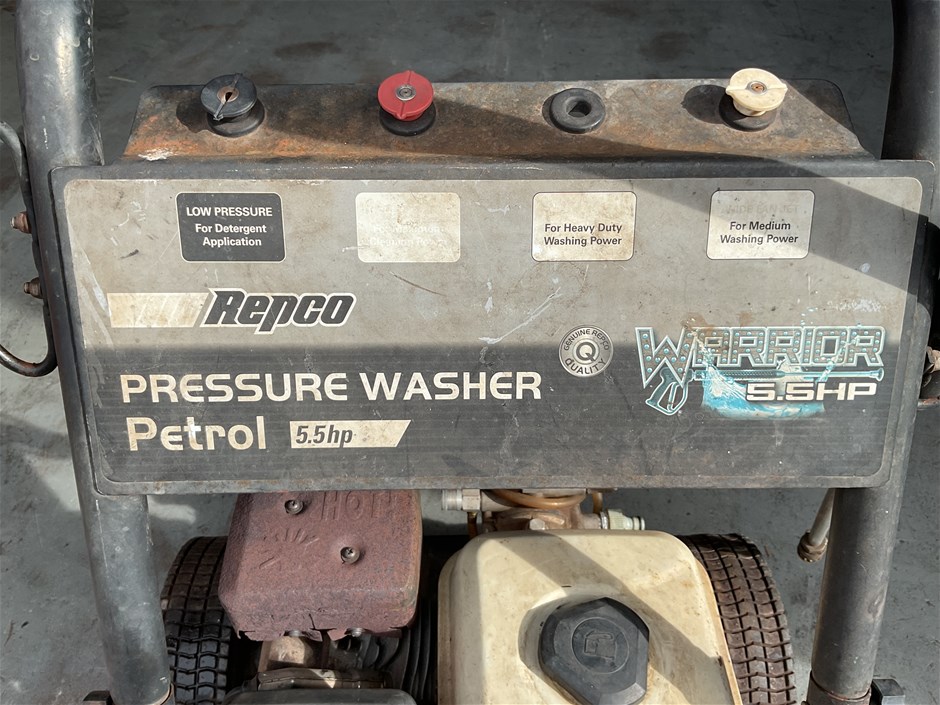 LOW PRESSURE
For Detergent
Application
For Heavy Duty
Washing Power
For Medium
Washing Power
Repco
GENUINE REPCO
Q
QUALITY
WARRIOR
5.5HP
PRESSURE WASHER
Petrol 5.5hp
HOT